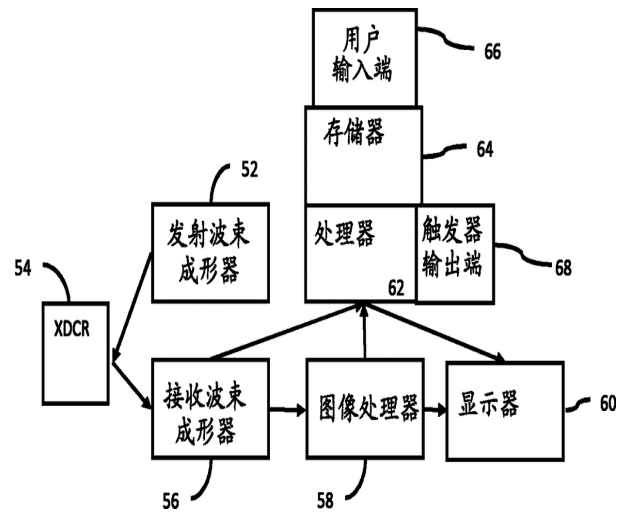 用户
输入端
66
存储器
64
52
发射波束
成形器
处理器
62
触发器
输出端
68
54
XDCR
接收波束
成形器
56
图像处理器
58
显示器
60